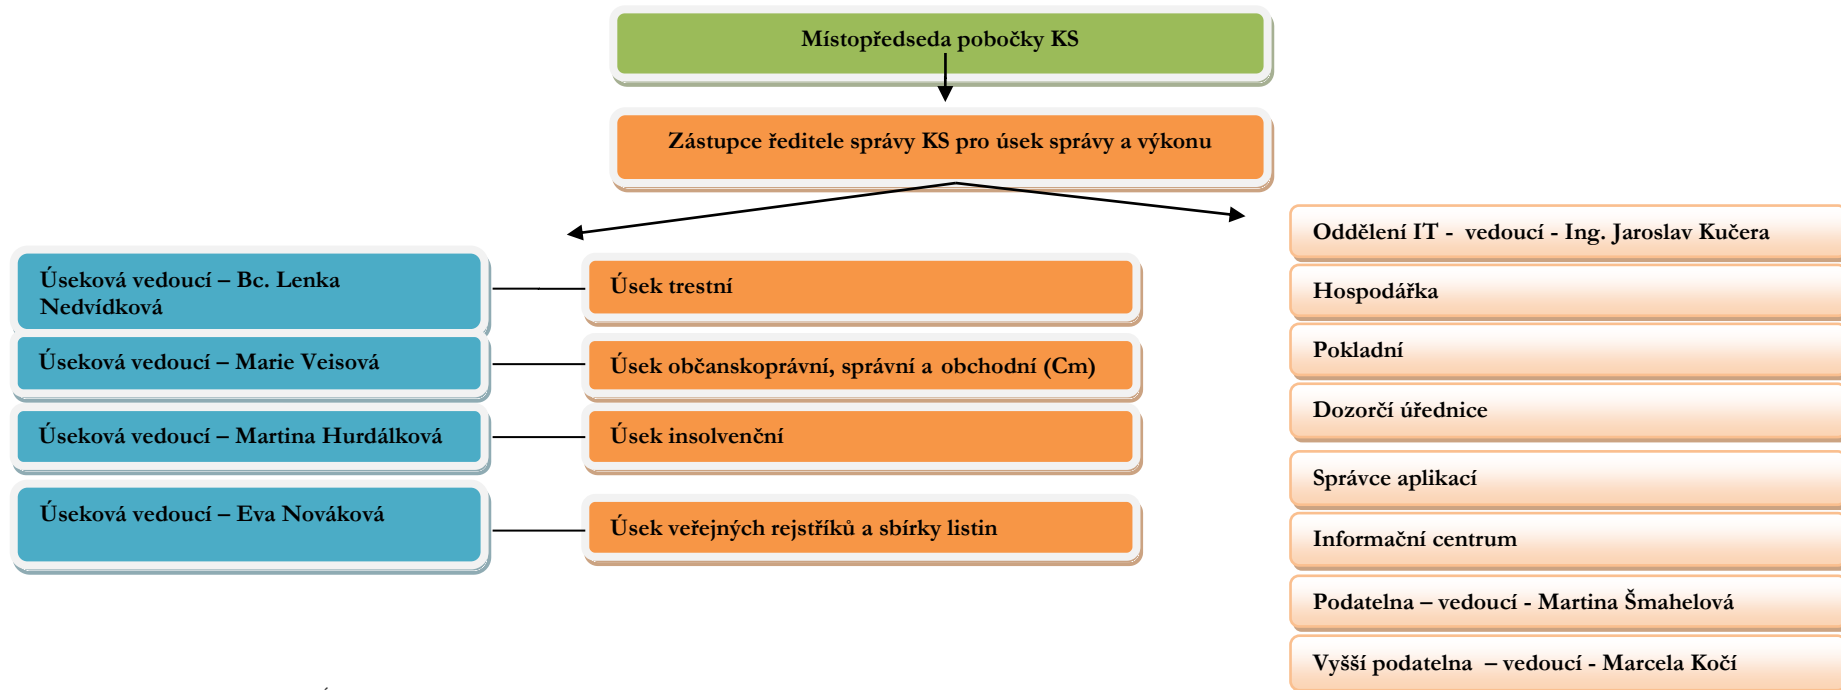 Místopředseda pobočky KS
Zástupce ředitele správy KS pro úsek správy a výkonu
Úseková vedoucí – Bc. Lenka
Nedvídková
Úsek trestní
Úseková vedoucí – Marie Veisová
Úsek občanskoprávní, správní a obchodní (Cm)
Úseková vedoucí – Martina Hurdálková
Úsek insolvenční
Úseková vedoucí – Eva Nováková
Úsek veřejných rejstříků a sbírky listin
Oddělení IT - vedoucí - Ing. Jaroslav Kučera
Hospodářka
Pokladní
Dozorčí úřednice
Správce aplikací
Informační centrum
Podatelna – vedoucí - Martina Šmahelová
Vyšší podatelna – vedoucí - Marcela Kočí